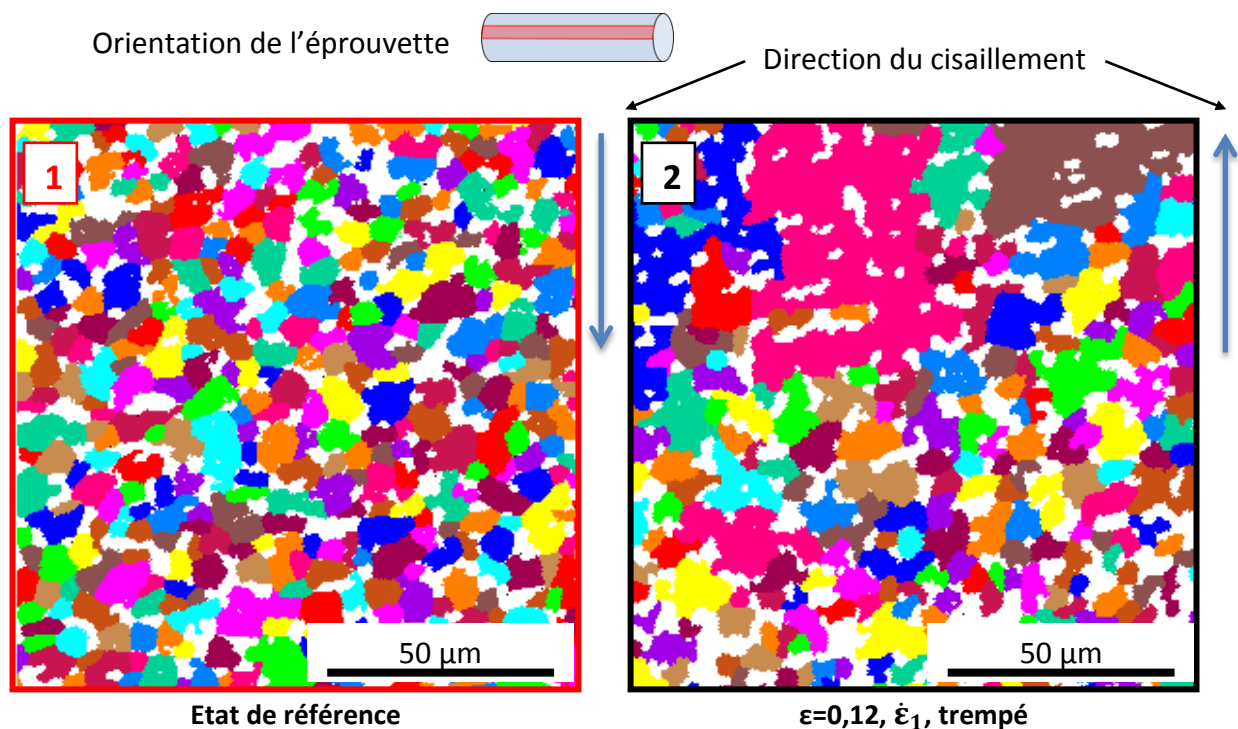 Orientation de l’éprouvette
Direction du cisaillement
1
2
50 µm
50 µm
Etat de référence
ε=0,12, ε̇₁, trempé